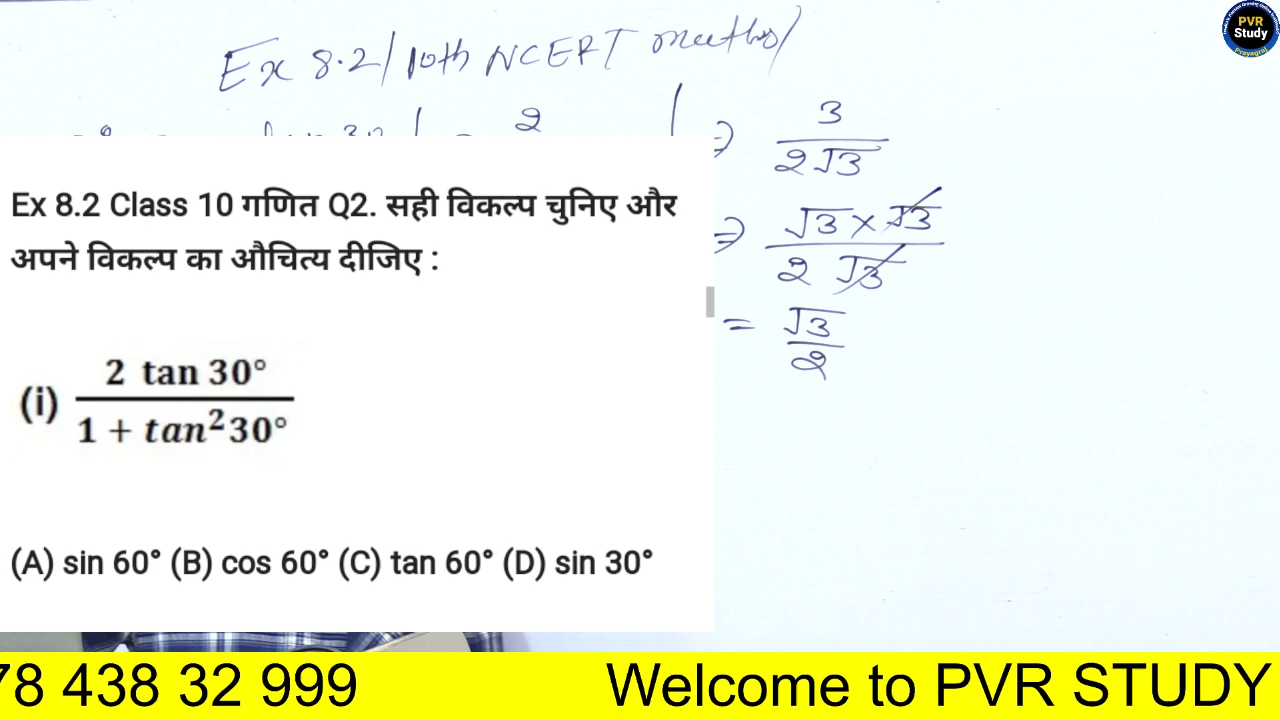 PVR
Study
Prayagraj
Ex 8.2/10th NCERT maths/
2
⇒ 3
2√3
⇒ √3 × √3
2 √3
= √3
2
Ex 8.2 Class 10 गणित Q2. सही विकल्प चुनिए और
अपने विकल्प का औचित्य दीजिए :
2 tan 30°
(i)
1 + tan²30°
(A) sin 60° (B) cos 60° (C) tan 60° (D) sin 30°
78 438 32 999 Welcome to PVR STUDY